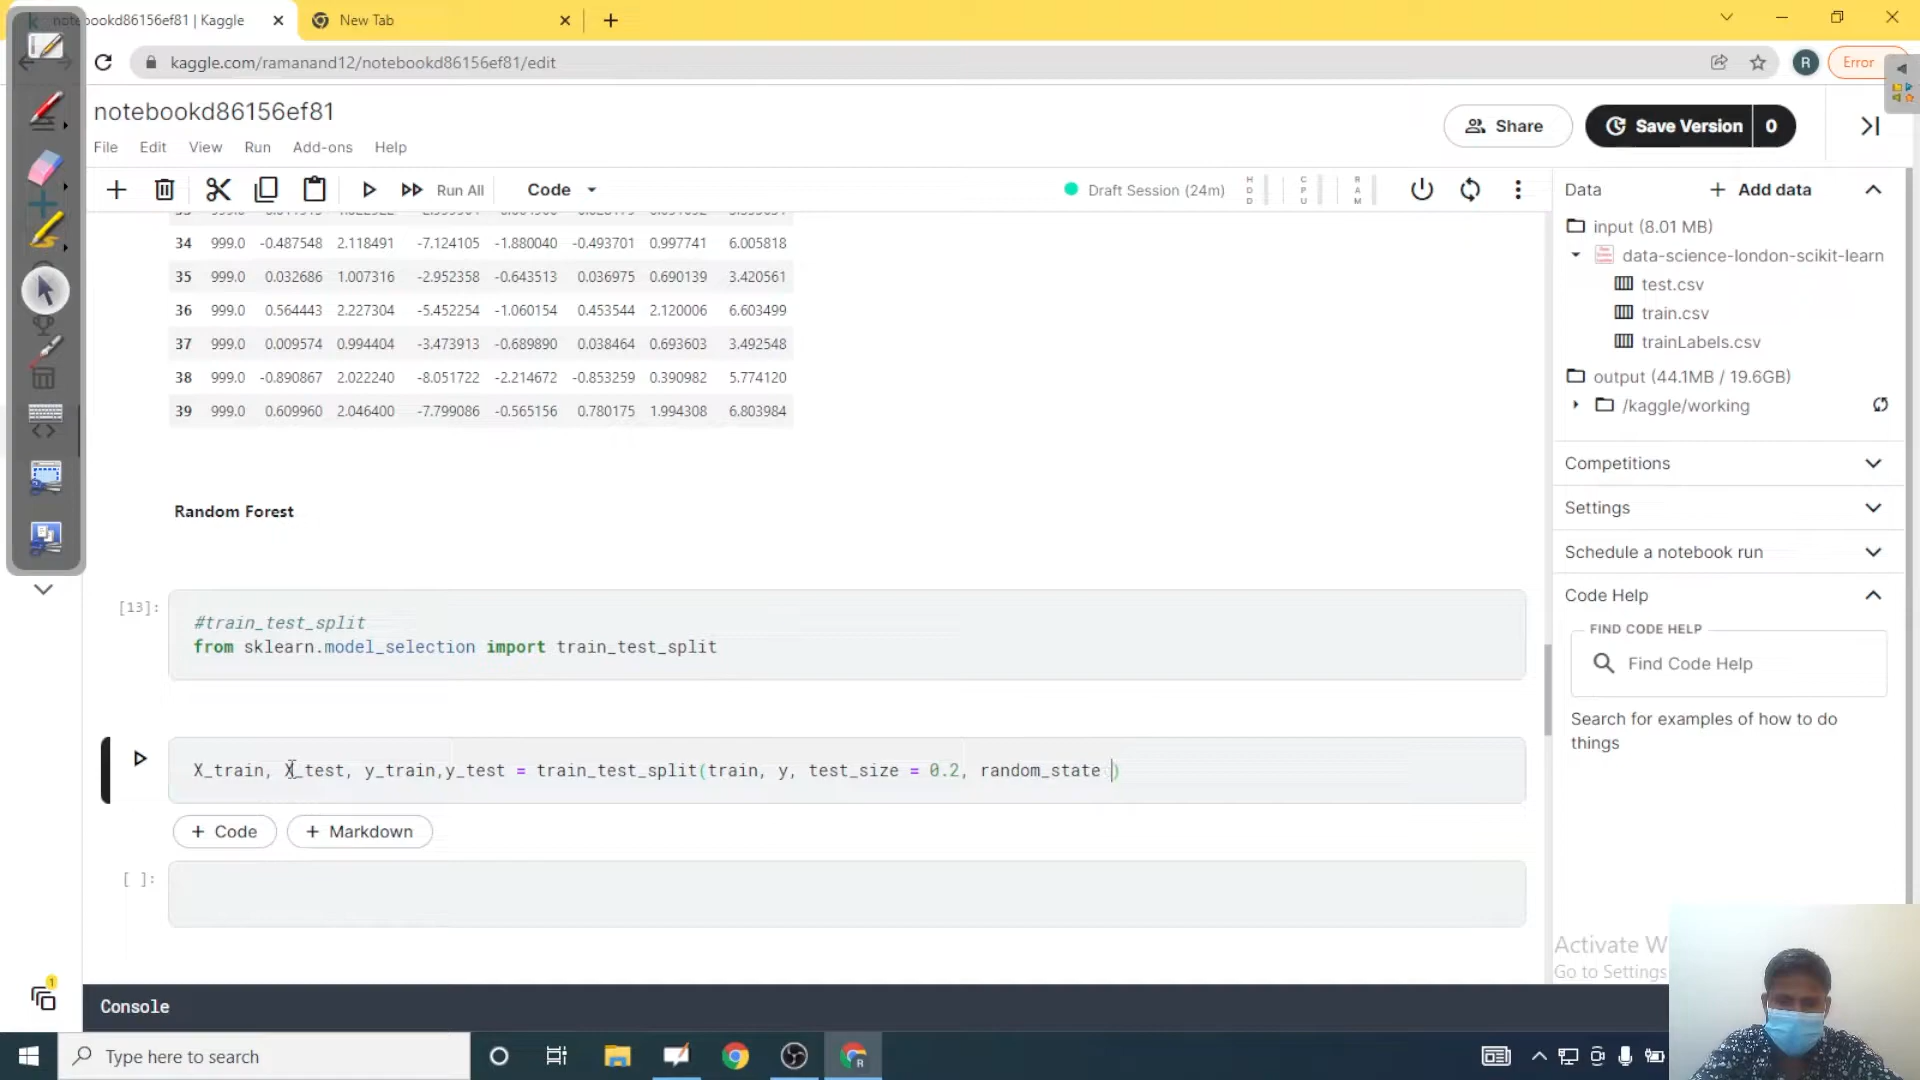 notebookd86156ef81 | Kaggle
New Tab
kaggle.com/ramanand12/notebookd86156ef81/edit
R
Error
notebookd86156ef81
Share
Save Version 0
File Edit View Run Add-ons Help
Run All
Code
Draft Session (24m)
HDD
CPU
RAM
34 999.0 -0.487548 2.118491 -7.124105 -1.880040 -0.493701 0.997741 6.005818
35 999.0 0.032686 1.007316 -2.952358 -0.643513 0.036975 0.690139 3.420561
36 999.0 0.564443 2.227304 -5.452254 -1.060154 0.453544 2.120006 6.603499
37 999.0 0.009574 0.994404 -3.473913 -0.689890 0.038464 0.693603 3.492548
38 999.0 -0.890867 2.022240 -8.051722 -2.214672 -0.853259 0.390982 5.774120
39 999.0 0.609960 2.046400 -7.799086 -0.565156 0.780175 1.994308 6.803984
Random Forest
[13]:
#train_test_split
from sklearn.model_selection import train_test_split
X_train, X_test, y_train,y_test = train_test_split(train, y, test_size = 0.2, random_state )
+ Code
+ Markdown
[ ]:
Data
+ Add data
input (8.01 MB)
data-science-london-scikit-learn
test.csv
train.csv
trainLabels.csv
output (44.1MB / 19.6GB)
/kaggle/working
Competitions
Settings
Schedule a notebook run
Code Help
FIND CODE HELP
Find Code Help
Search for examples of how to do
things
Activate W
Go to Settings
1
Console
Type here to search
R